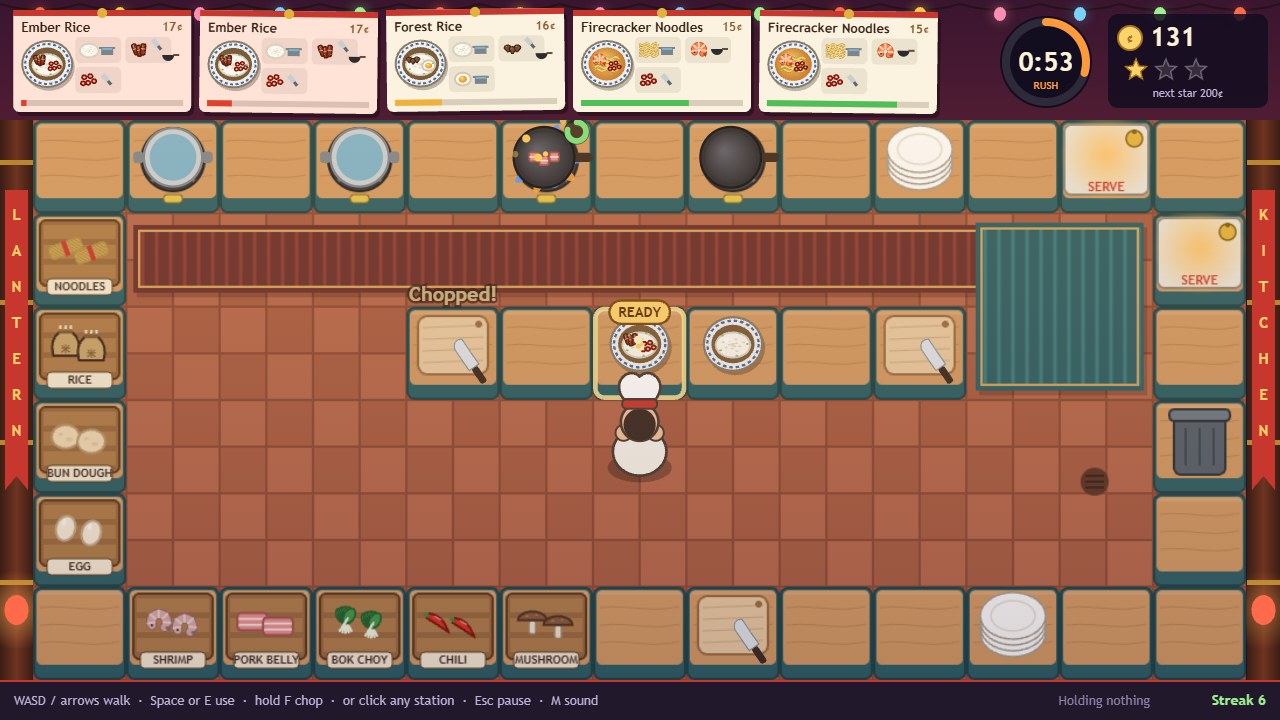 Ember Rice 17¢
Ember Rice 17¢
Forest Rice 16¢
Firecracker Noodles 15¢
Firecracker Noodles 15¢
0:53
RUSH
¢ 131
next star 200¢
SERVE
SERVE
LANTERN
KITCHEN
NOODLES
RICE
BUN DOUGH
EGG
Chopped!
READY
SHRIMP
PORK BELLY
BOK CHOY
CHILI
MUSHROOM
WASD / arrows walk · Space or E use · hold F chop · or click any station · Esc pause · M sound
Holding nothing
Streak 6